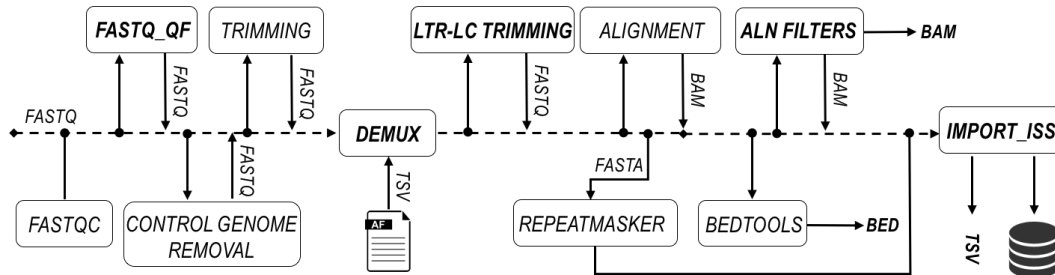 FASTQ_QF
TRIMMING
LTR-LC TRIMMING
ALIGNMENT
ALN FILTERS
BAM
FASTQ
FASTQ
FASTQ
FASTQ
BAM
BAM
DEMUX
IMPORT_ISS
FASTQ
FASTA
TSV
AF
FASTQC
CONTROL GENOME
REMOVAL
REPEATMASKER
BEDTOOLS
BED
TSV